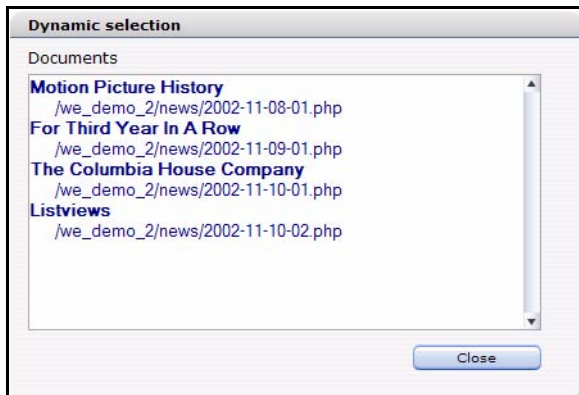 Dynamic selection
Documents
Motion Picture History
/we_demo_2/news/2002-11-08-01.php
For Third Year In A Row
/we_demo_2/news/2002-11-09-01.php
The Columbia House Company
/we_demo_2/news/2002-11-10-01.php
Listviews
/we_demo_2/news/2002-11-10-02.php
Close